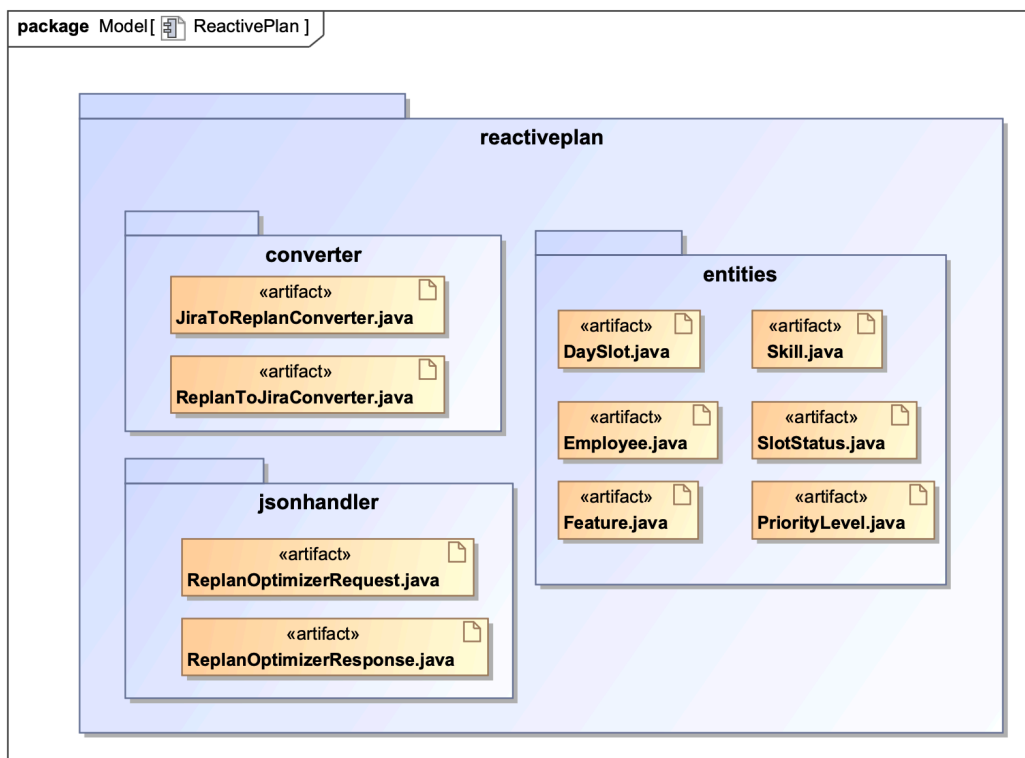 package Model[ ReactivePlan ]
reactiveplan
converter
«artifact»
JiraToReplanConverter.java
«artifact»
ReplanToJiraConverter.java
jsonhandler
«artifact»
ReplanOptimizerRequest.java
«artifact»
ReplanOptimizerResponse.java
entities
«artifact»
DaySlot.java
«artifact»
Skill.java
«artifact»
Employee.java
«artifact»
SlotStatus.java
«artifact»
Feature.java
«artifact»
PriorityLevel.java